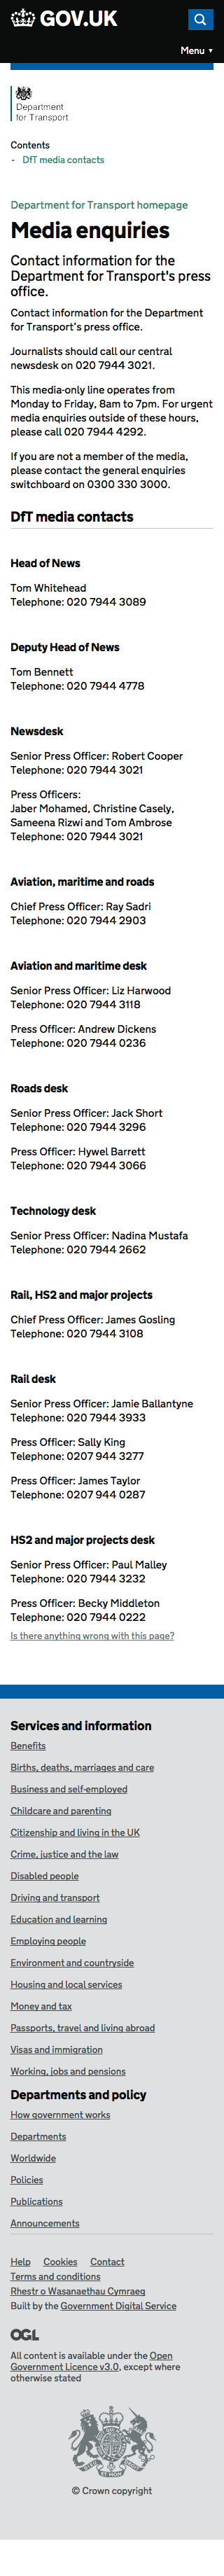 GOV.UK
Menu ▼
Department
for Transport
Contents
- DfT media contacts
Department for Transport homepage
Media enquiries
Contact information for the
Department for Transport's press
office.
Contact information for the Department
for Transport's press office.
Journalists should call our central
newsdesk on 020 7944 3021.
This media-only line operates from
Monday to Friday, 8am to 7pm. For urgent
media enquiries outside of these hours,
please call 020 7944 4292.
If you are not a member of the media,
please contact the general enquiries
switchboard on 0300 330 3000.
DfT media contacts
Head of News
Tom Whitehead
Telephone: 020 7944 3089
Deputy Head of News
Tom Bennett
Telephone: 020 7944 4778
Newsdesk
Senior Press Officer: Robert Cooper
Telephone: 020 7944 3021
Press Officers:
Jaber Mohamed, Christine Casely,
Sameena Rizwi and Tom Ambrose
Telephone: 020 7944 3021
Aviation, maritime and roads
Chief Press Officer: Ray Sadri
Telephone: 020 7944 2903
Aviation and maritime desk
Senior Press Officer: Liz Harwood
Telephone: 020 7944 3118
Press Officer: Andrew Dickens
Telephone: 020 7944 0236
Roads desk
Senior Press Officer: Jack Short
Telephone: 020 7944 3296
Press Officer: Hywel Barrett
Telephone: 020 7944 3066
Technology desk
Senior Press Officer: Nadina Mustafa
Telephone: 020 7944 2662
Rail, HS2 and major projects
Chief Press Officer: James Gosling
Telephone: 020 7944 3108
Rail desk
Senior Press Officer: Jamie Ballantyne
Telephone: 020 7944 3933
Press Officer: Sally King
Telephone: 0207 944 3277
Press Officer: James Taylor
Telephone: 0207 944 0287
HS2 and major projects desk
Senior Press Officer: Paul Malley
Telephone: 020 7944 3232
Press Officer: Becky Middleton
Telephone: 020 7944 0222
Is there anything wrong with this page?
Services and information
Benefits
Births, deaths, marriages and care
Business and self-employed
Childcare and parenting
Citizenship and living in the UK
Crime, justice and the law
Disabled people
Driving and transport
Education and learning
Employing people
Environment and countryside
Housing and local services
Money and tax
Passports, travel and living abroad
Visas and immigration
Working, jobs and pensions
Departments and policy
How government works
Departments
Worldwide
Policies
Publications
Announcements
Help Cookies Contact
Terms and conditions
Rhestr o Wasanaethau Cymraeg
Built by the Government Digital Service
OGL
All content is available under the Open
Government Licence v3.0, except where
otherwise stated
© Crown copyright